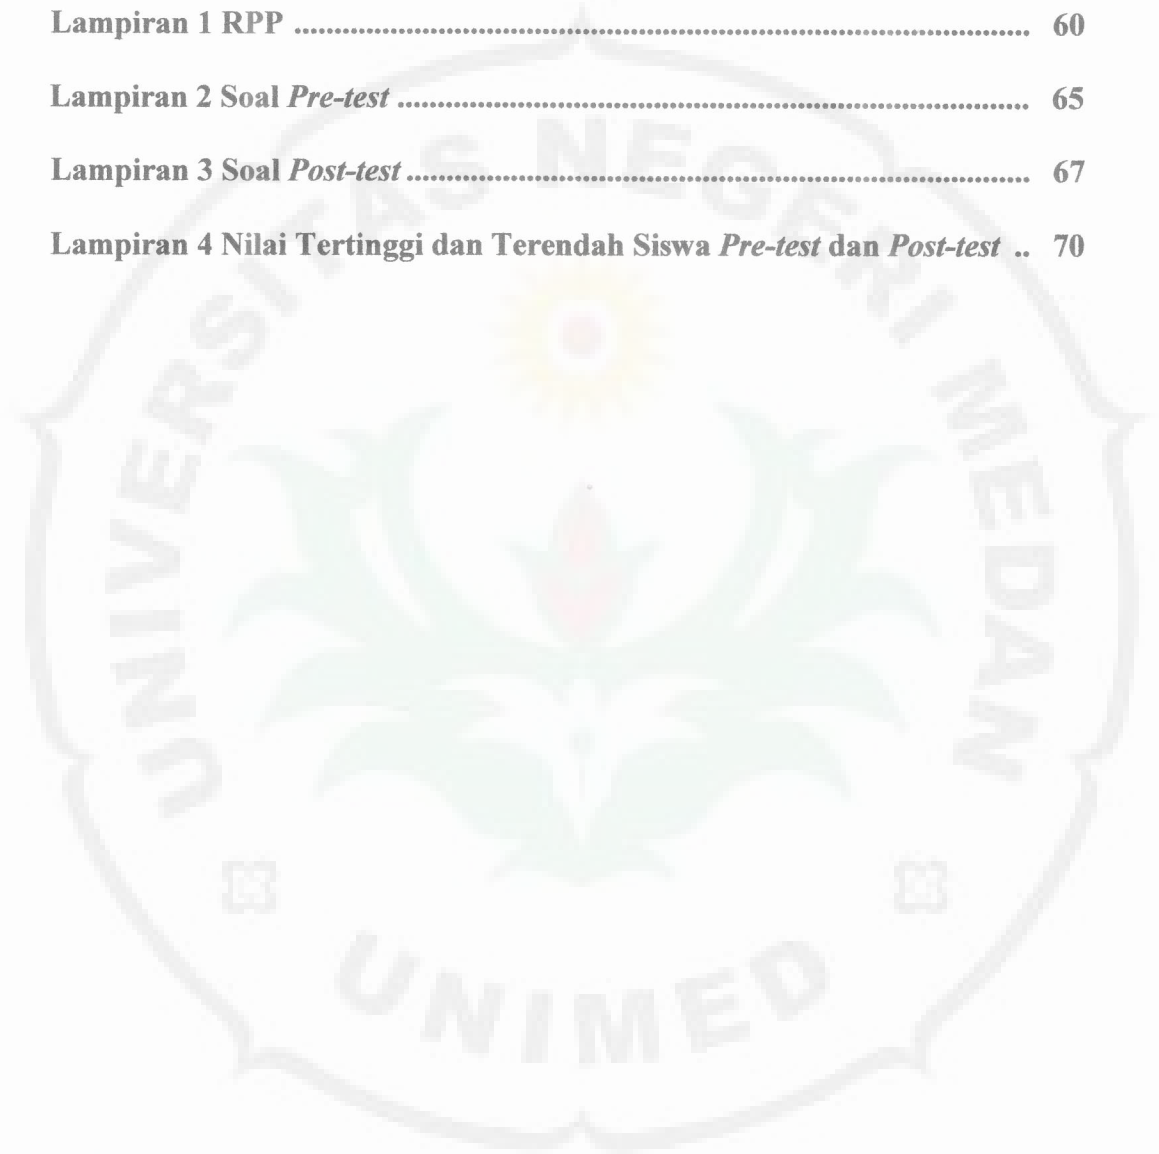 Lampiran 1 RPP ........................................................................................ 60
Lampiran 2 Soal Pre-test ............................................................................ 65
Lampiran 3 Soal Post-test ........................................................................... 67
Lampiran 4 Nilai Tertinggi dan Terendah Siswa Pre-test dan Post-test .. 70
UNIVERSITAS NEGERI MEDAN
UNIMED